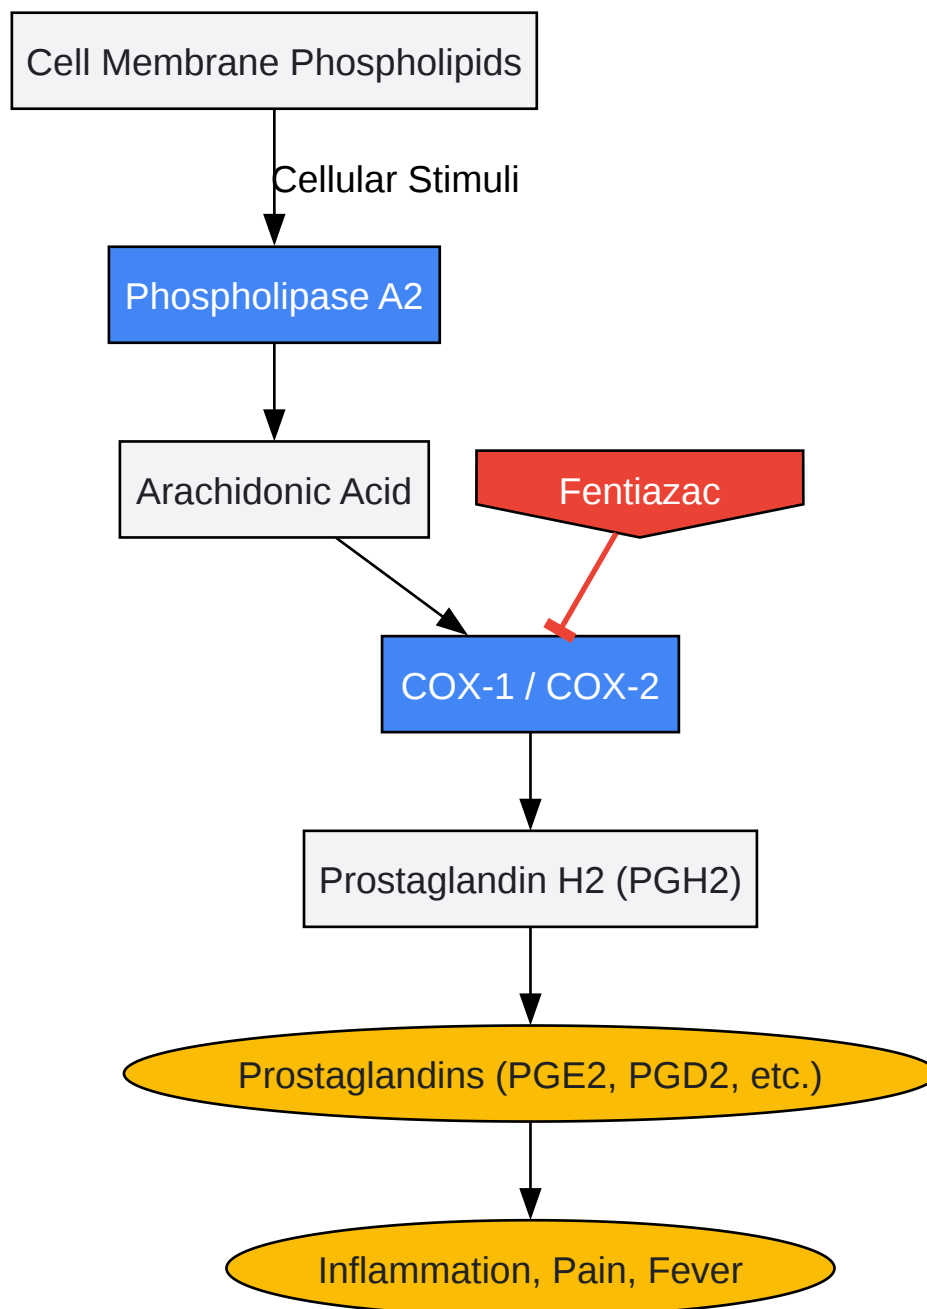 Cell Membrane Phospholipids
Cellular Stimuli
Phospholipase A2
Arachidonic Acid
Fentiazac
COX-1 / COX-2
Prostaglandin H2 (PGH2)
Prostaglandins (PGE2, PGD2, etc.)
Inflammation, Pain, Fever